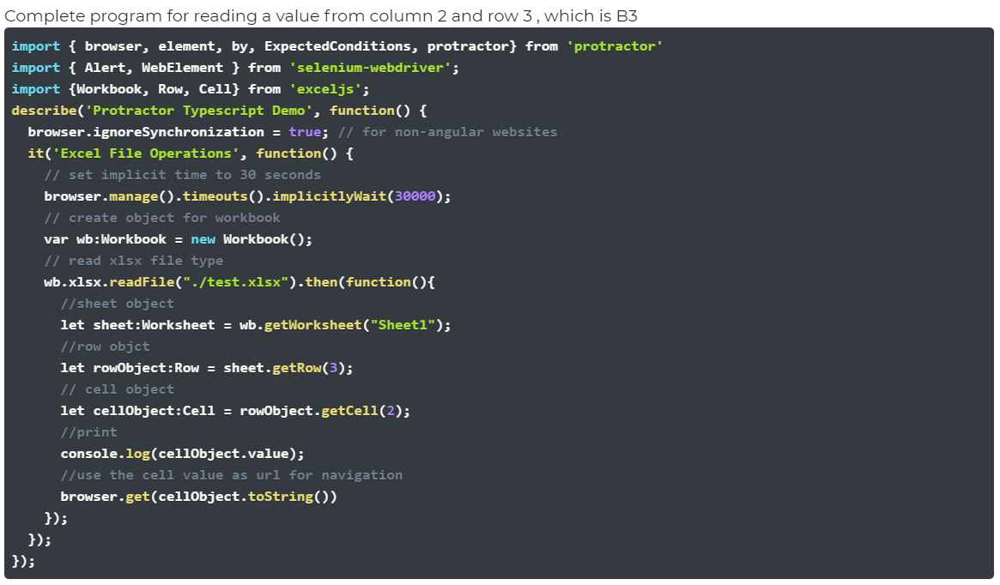 Complete program for reading a value from column 2 and row 3 , which is B3
import { browser, element, by, ExpectedConditions, protractor} from 'protractor'
import { Alert, WebElement } from 'selenium-webdriver';
import {Workbook, Row, Cell} from 'exceljs';
describe('Protractor Typescript Demo', function() {
  browser.ignoreSynchronization = true; // for non-angular websites
  it('Excel File Operations', function() {
    // set implicit time to 30 seconds
    browser.manage().timeouts().implicitlyWait(30000);
    // create object for workbook
    var wb:Workbook = new Workbook();
    // read xlsx file type
    wb.xlsx.readFile("./test.xlsx").then(function(){
      //sheet object
      let sheet:Worksheet = wb.getWorksheet("Sheet1");
      //row objct
      let rowObject:Row = sheet.getRow(3);
      // cell object
      let cellObject:Cell = rowObject.getCell(2);
      //print
      console.log(cellObject.value);
      //use the cell value as url for navigation
      browser.get(cellObject.toString())
    });
  });
});